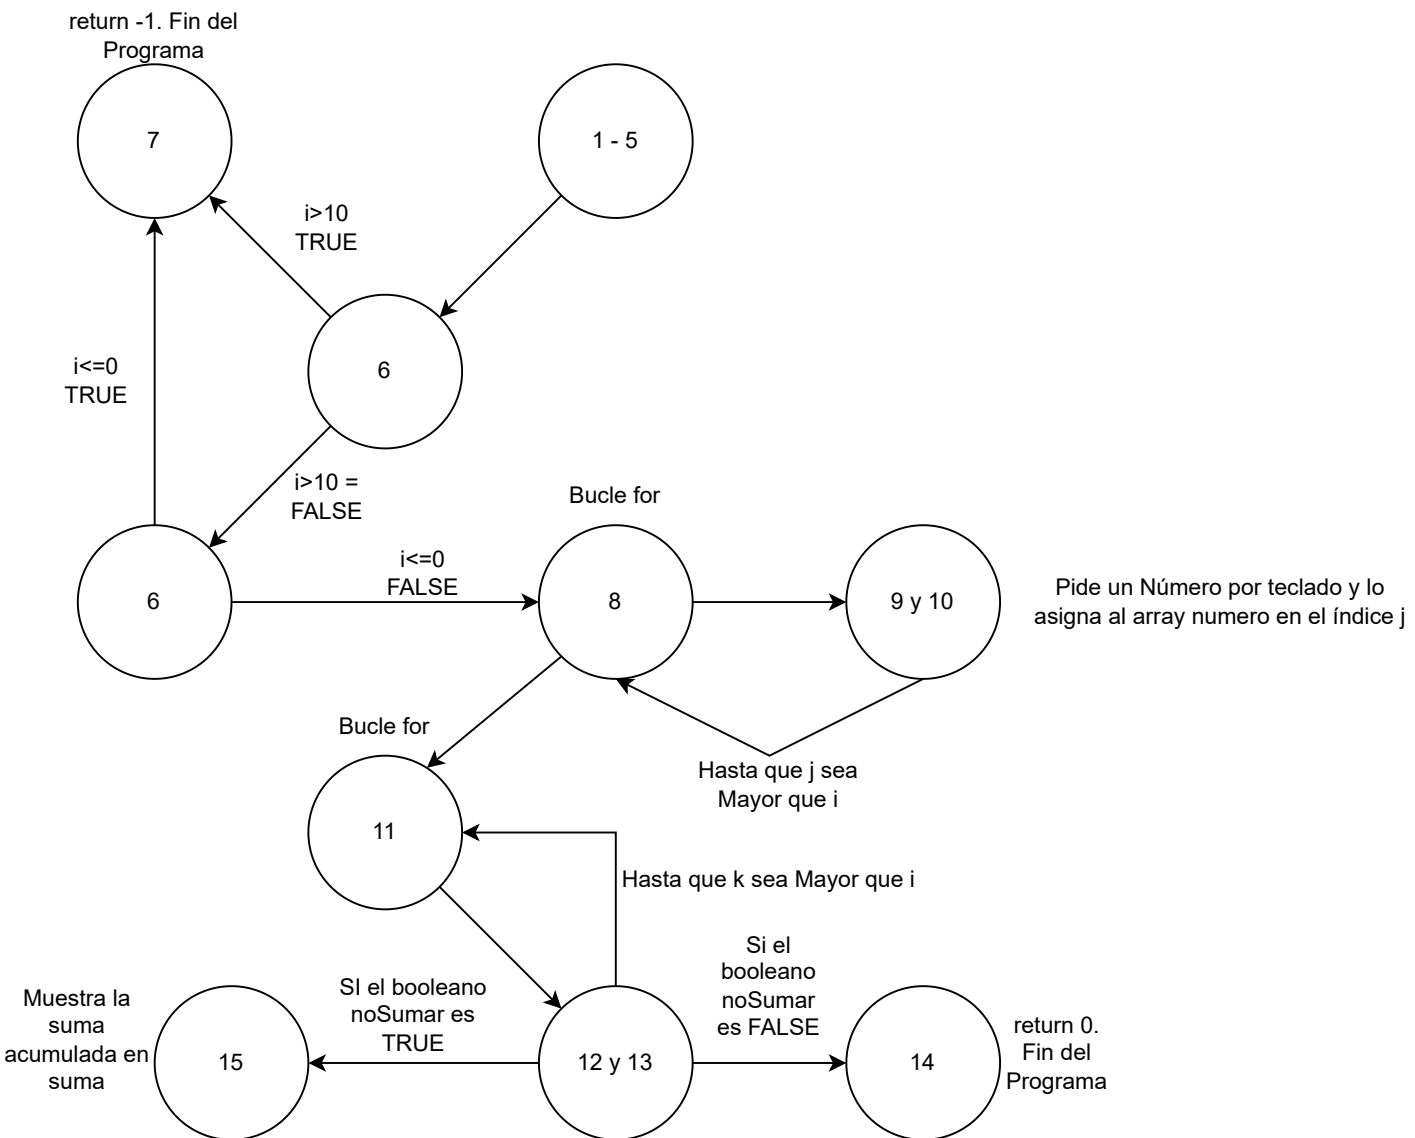 return -1. Fin del
Programa
7
1 - 5
i>10
TRUE
6
i<=0
TRUE
i>10 =
FALSE
Bucle for
i<=0
FALSE
6
8
9 y 10
Pide un Número por teclado y lo
asigna al array numero en el índice j
Bucle for
Hasta que j sea
Mayor que i
11
Hasta que k sea Mayor que i
Si el
booleano
noSumar
es FALSE
SI el booleano
noSumar es
TRUE
Muestra la
suma
acumulada en
suma
15
12 y 13
14
return 0.
Fin del
Programa